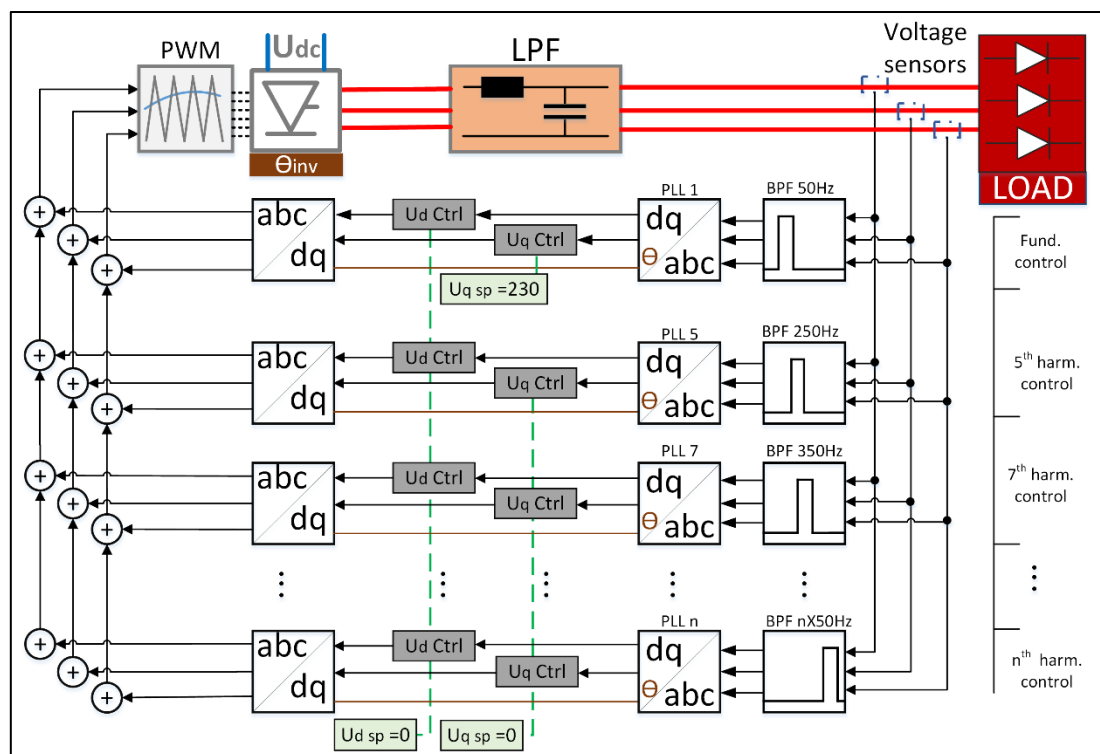 PWM
Udc
LPF
Voltage
sensors
Θinv
LOAD
abc
dq
Ud Ctrl
Uq Ctrl
Uq sp =230
PLL 1
dq
Θ abc
BPF 50Hz
Fund.
control
abc
dq
Ud Ctrl
Uq Ctrl
PLL 5
dq
Θ abc
BPF 250Hz
5th harm.
control
abc
dq
Ud Ctrl
Uq Ctrl
PLL 7
dq
Θ abc
BPF 350Hz
7th harm.
control
abc
dq
Ud Ctrl
Uq Ctrl
PLL n
dq
Θ abc
BPF nX50Hz
nth harm.
control
Ud sp=0
Uq sp=0